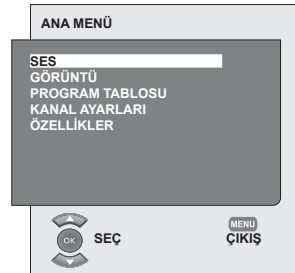 ANA MENÜ
SES
GÖRÜNTÜ
PROGRAM TABLOSU
KANAL AYARLARI
ÖZELLİKLER
OK SEÇ
MENU
ÇIKIŞ